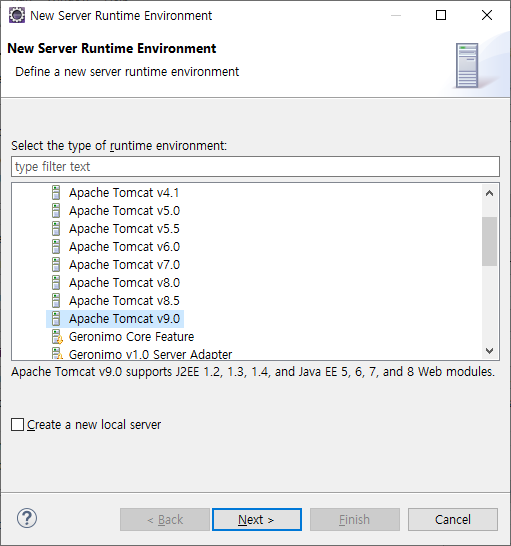 New Server Runtime Environment
New Server Runtime Environment
Define a new server runtime environment
Select the type of runtime environment:
type filter text
Apache Tomcat v4.1
Apache Tomcat v5.0
Apache Tomcat v5.5
Apache Tomcat v6.0
Apache Tomcat v7.0
Apache Tomcat v8.0
Apache Tomcat v8.5
Apache Tomcat v9.0
Geronimo Core Feature
Geronimo v1.0 Server Adapter
Apache Tomcat v9.0 supports J2EE 1.2, 1.3, 1.4, and Java EE 5, 6, 7, and 8 Web modules.
Create a new local server
? < Back Next > Finish Cancel